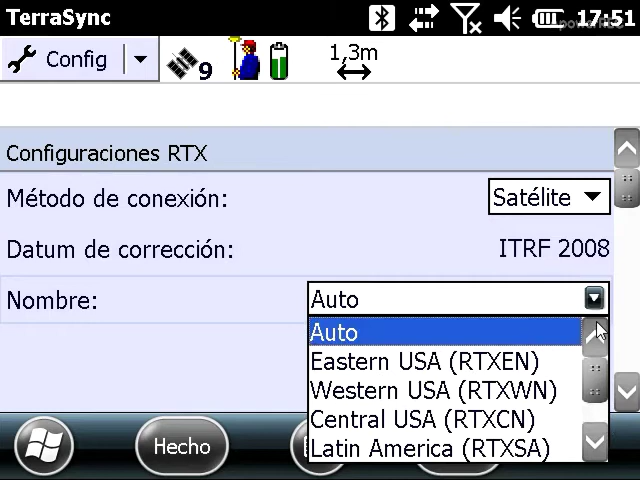 TerraSync
17:51
Config
9
1,3m
Configuraciones RTX
Método de conexión:
Satélite
Datum de corrección:
ITRF 2008
Nombre:
Auto
Auto
Eastern USA (RTXEN)
Western USA (RTXWN)
Central USA (RTXCN)
Latin America (RTXSA)
Hecho